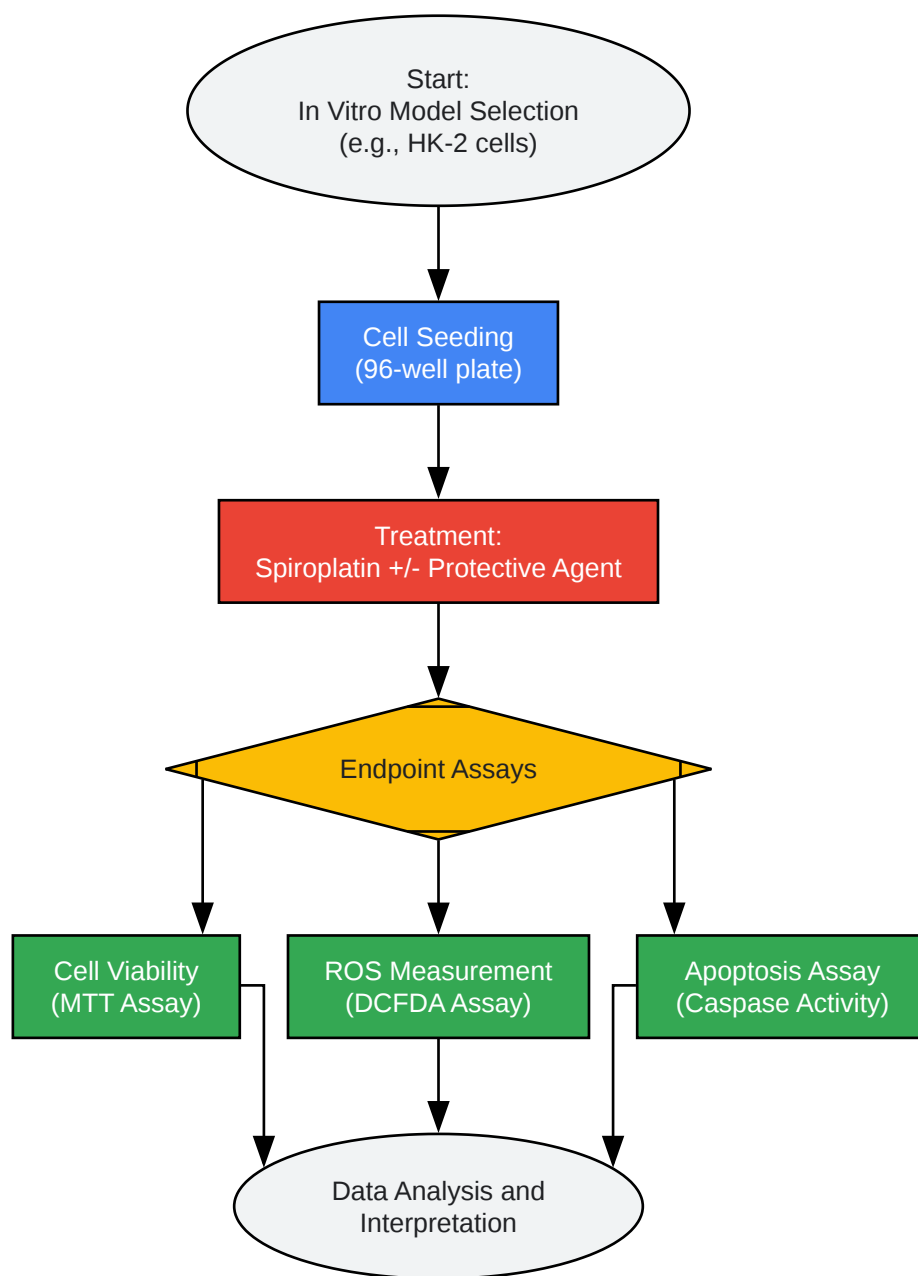 Start:
In Vitro Model Selection
(e.g., HK-2 cells)
Cell Seeding
(96-well plate)
Treatment:
Spiroplatin +/- Protective Agent
Endpoint Assays
Cell Viability
(MTT Assay)
ROS Measurement
(DCFDA Assay)
Apoptosis Assay
(Caspase Activity)
Data Analysis and
Interpretation